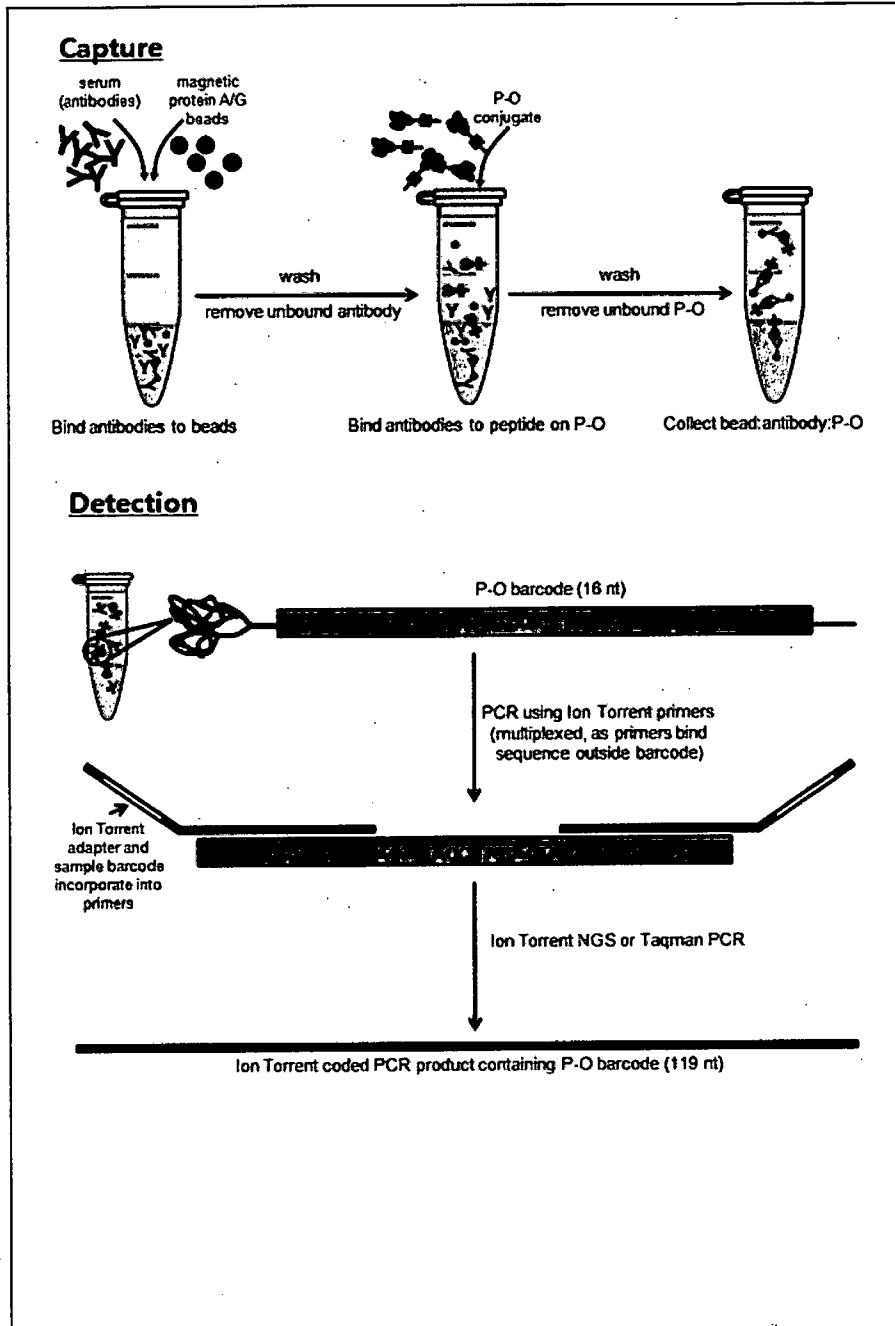 Capture
serum
(antibodies)
magnetic
protein A/G
beads
P-O
conjugate
wash
remove unbound antibody
wash
remove unbound P-O
Bind antibodies to beads
Bind antibodies to peptide on P-O
Collect bead:antibody:P-O
Detection
P-O barcode (16 nt)
PCR using Ion Torrent primers
(multiplexed, as primers bind
sequence outside barcode)
Ion Torrent
adapter and
sample barcode
incorporate into
primers
Ion Torrent NGS or Taqman PCR
Ion Torrent coded PCR product containing P-O barcode (119 nt)